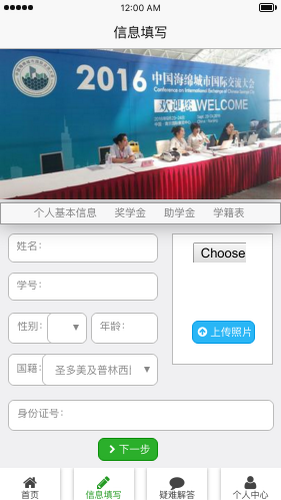 12:00 AM
信息填写
2016 中国海绵城市国际交流大会
Conference on International Exchange of Chinese Sponge City
欢迎您 WELCOME
个人基本信息 奖学金 助学金 学籍表
姓名:
Choose
学号:
上传照片
性别: 年龄:
国籍: 圣多美及普林西比
身份证号:
下一步
首页 信息填写 疑难解答 个人中心